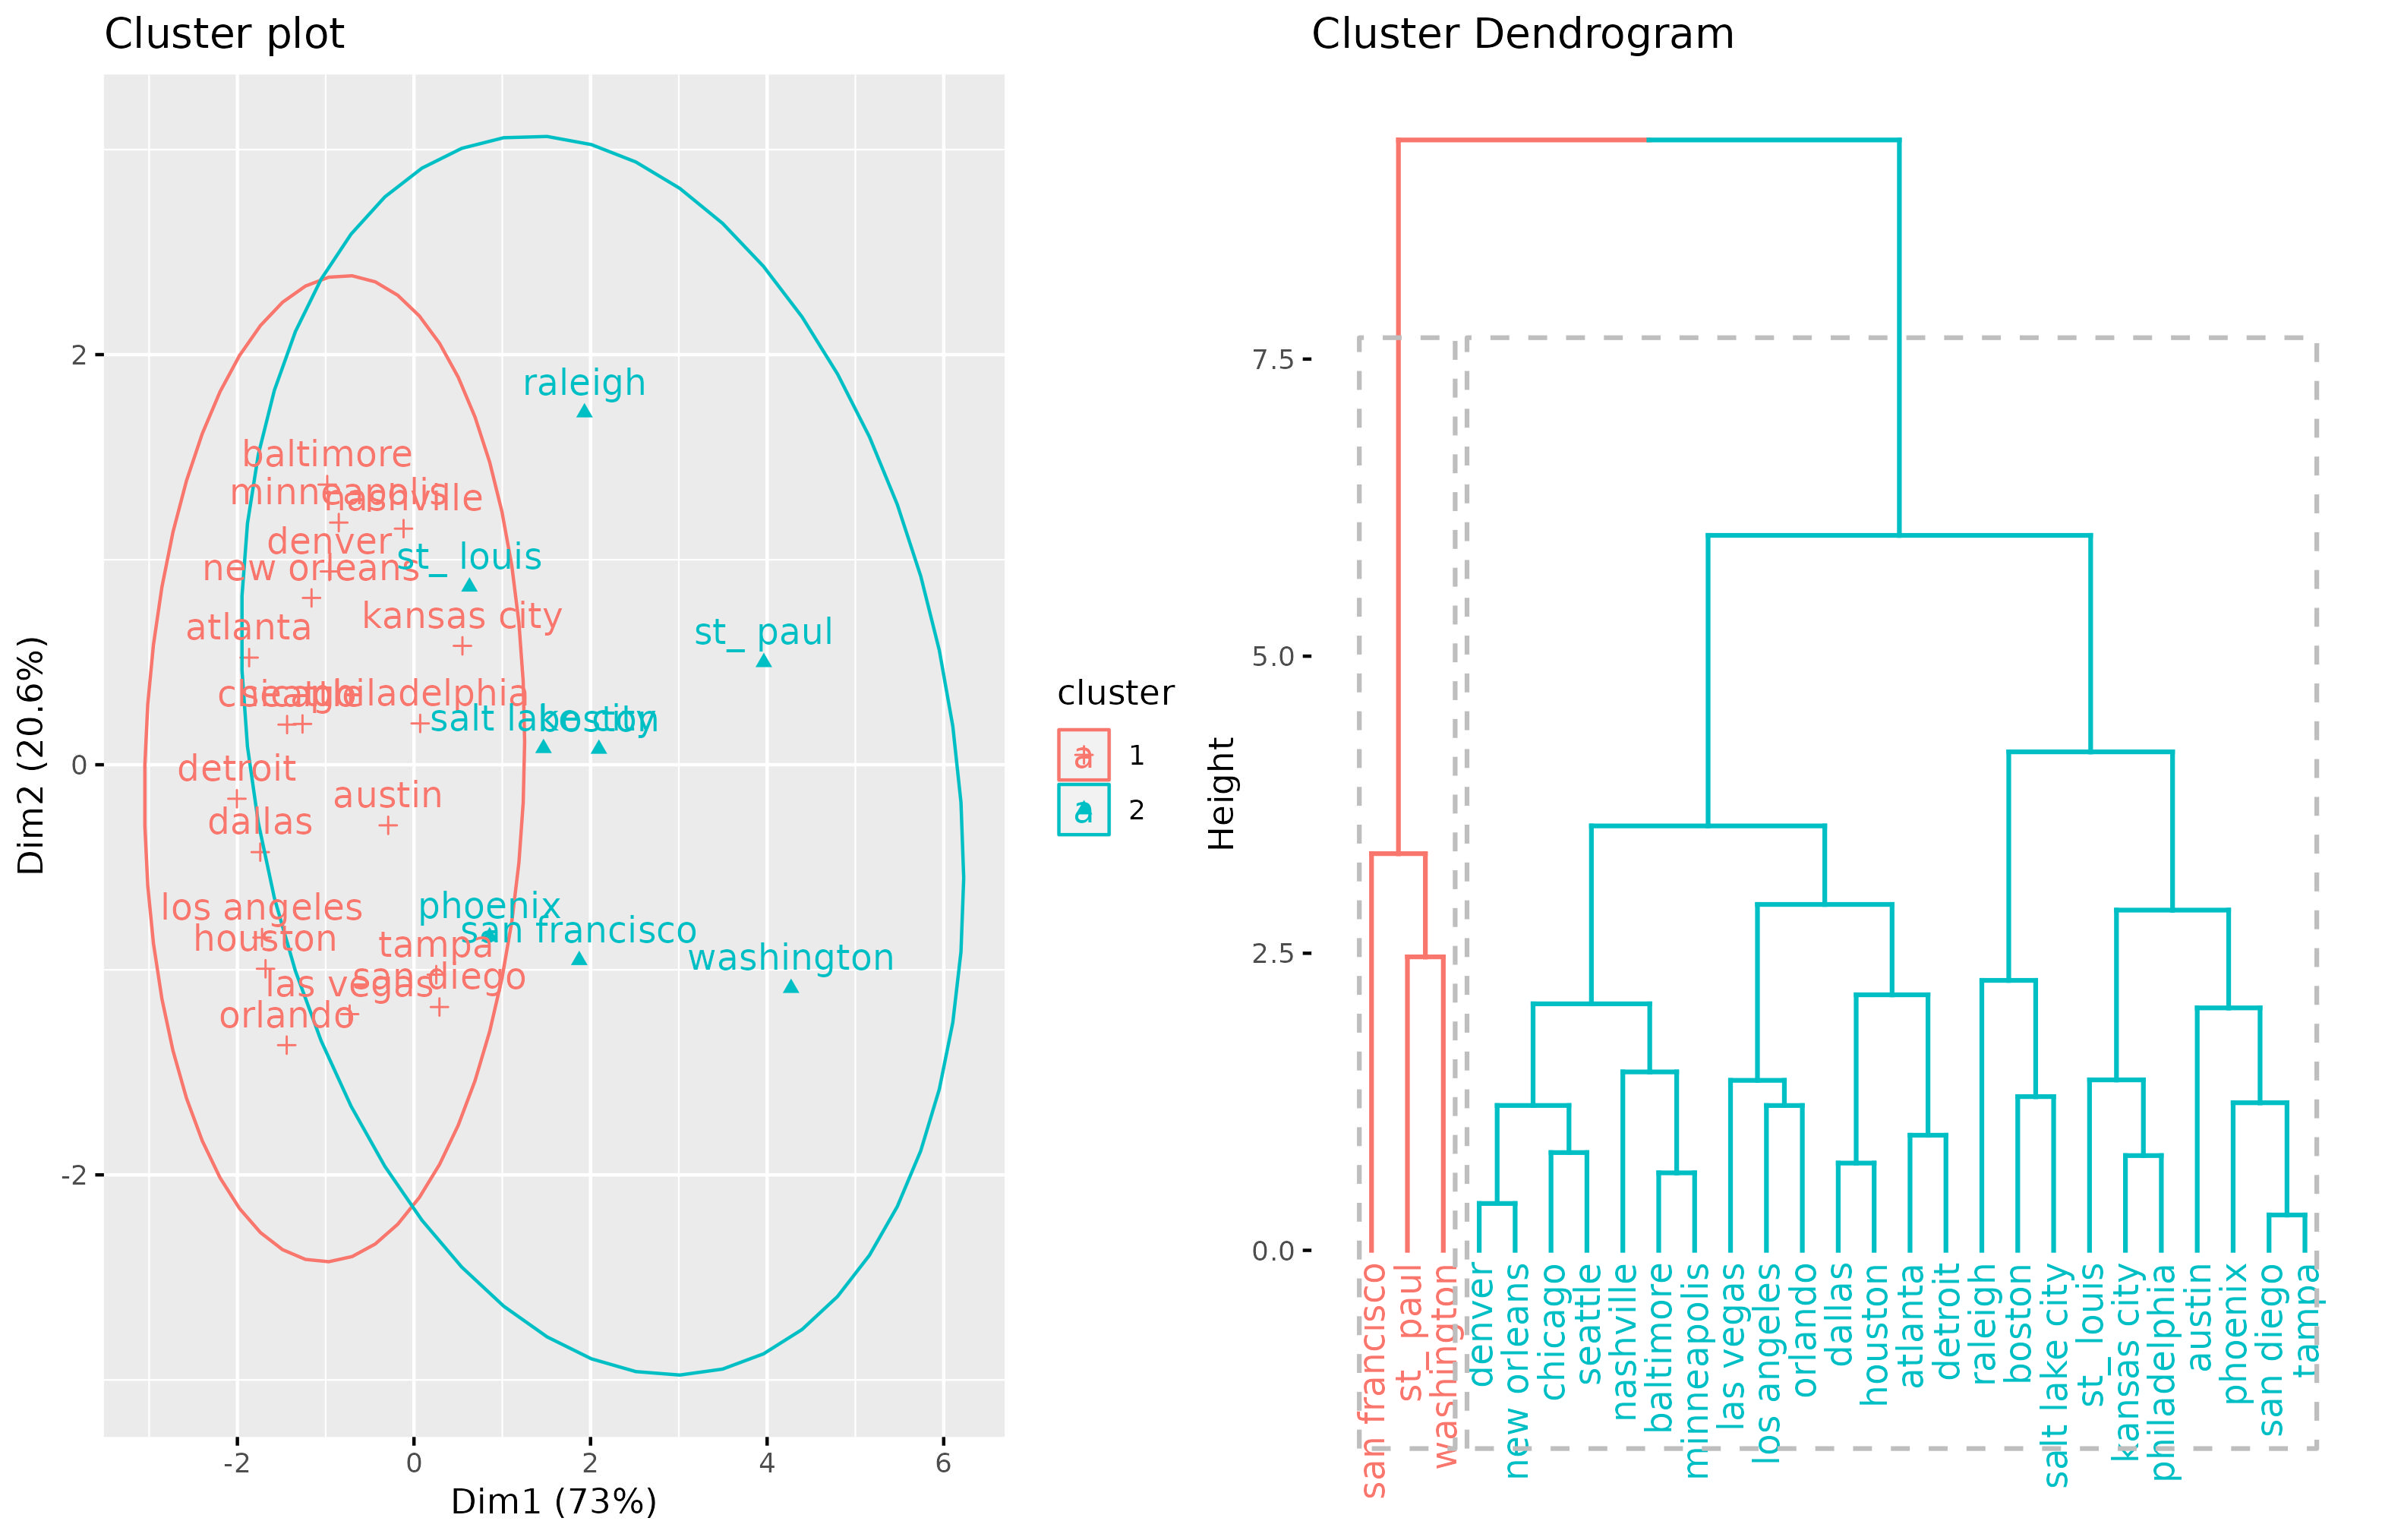 Cluster plot
raleigh
baltimore
minneapolis
nashville
denver
st_ louis
new orleans
kansas city
atlanta
st_ paul
chicago
seattle
philadelphia
salt lake city
boston
detroit
austin
dallas
los angeles
phoenix
san francisco
houston
tampa
washington
las vegas
san diego
orlando
2
0
-2
Dim2 (20.6%)
-2
0
2
4
6
Dim1 (73%)
cluster
a
1
a
2
Cluster Dendrogram
7.5
5.0
2.5
0.0
Height
san francisco
st_ paul
washington
denver
new orleans
chicago
seattle
nashville
baltimore
minneapolis
las vegas
los angeles
orlando
dallas
houston
atlanta
detroit
raleigh
boston
salt lake city
st_ louis
kansas city
philadelphia
austin
phoenix
san diego
tampa